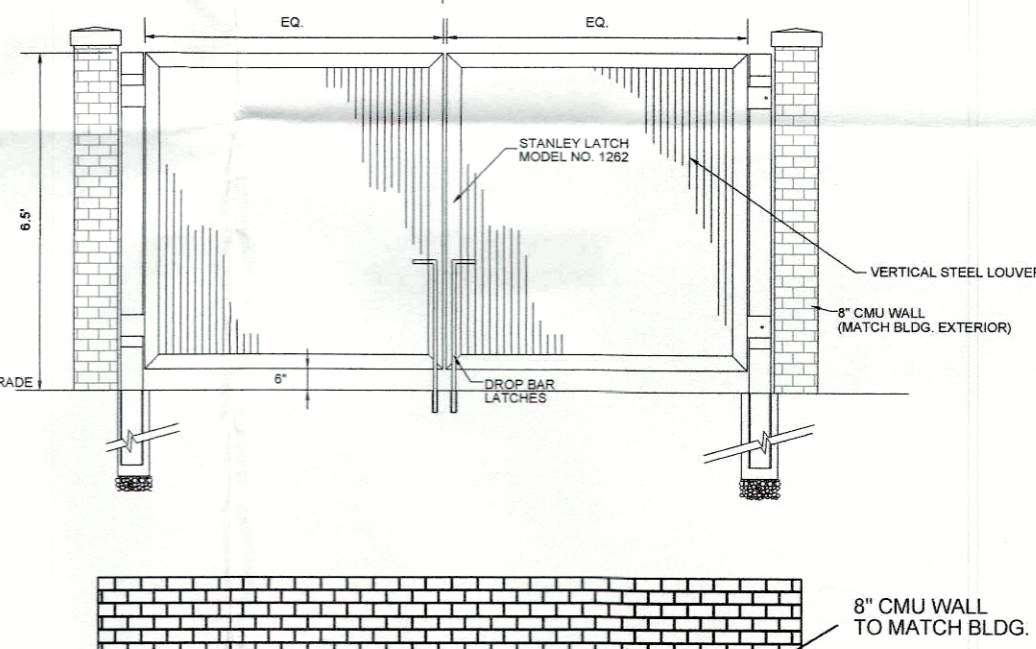 EQ.
EQ.
STANLEY LATCH
MODEL NO. 1262
6.5'
VERTICAL STEEL LOUVER
8" CMU WALL
(MATCH BLDG. EXTERIOR)
RADE
6"
DROP BAR
LATCHES
8" CMU WALL
TO MATCH BLDG.